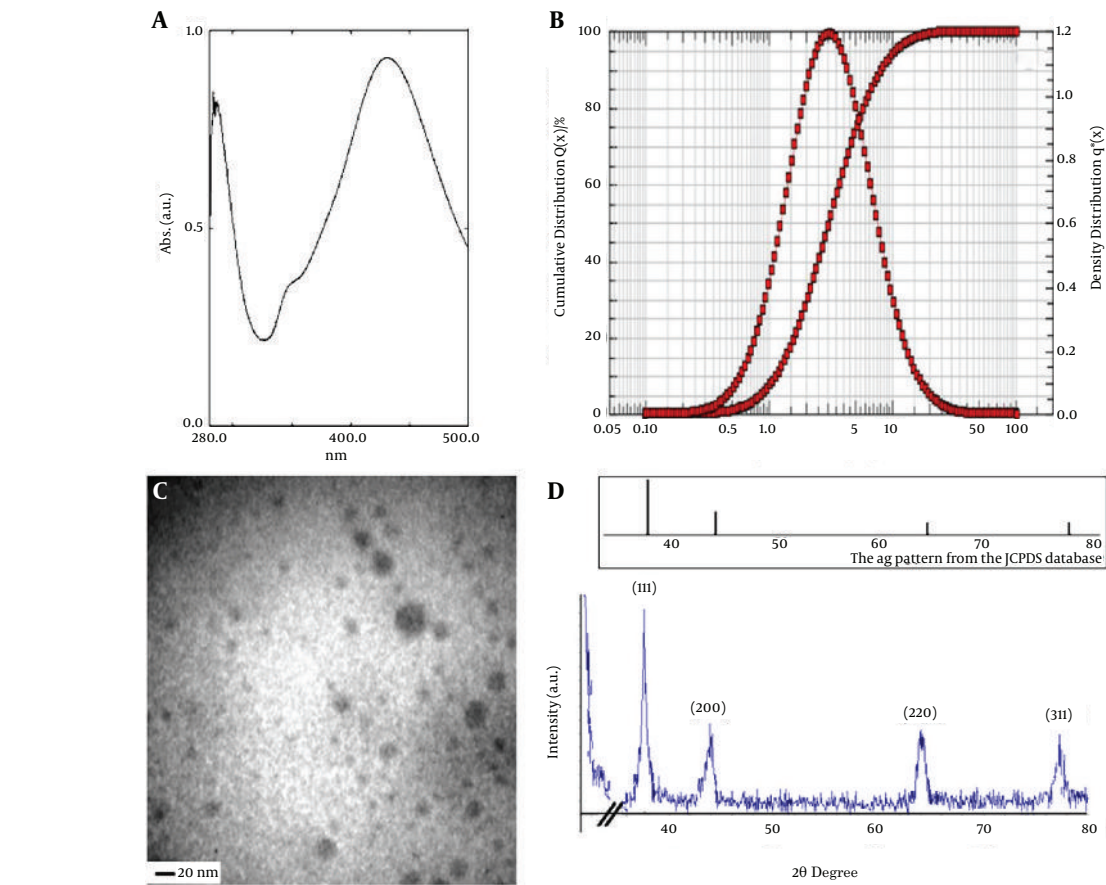 A
1.0
0.5
0.0
Abs. (a.u.)
280.0 400.0 500.0
nm
B
100
80
60
40
20
0
Cumulative Distribution Q(x)/%
1.2
1.0
0.8
0.6
0.4
0.2
0.0
Density Distribution q*(x)
0.05 0.10 0.5 1.0 5 10 50 100
C
20 nm
D
40 50 60 70 80
The ag pattern from the JCPDS database
(111)
(200)
(220)
(311)
Intensity (a.u.)
40 50 60 70 80
2θ Degree